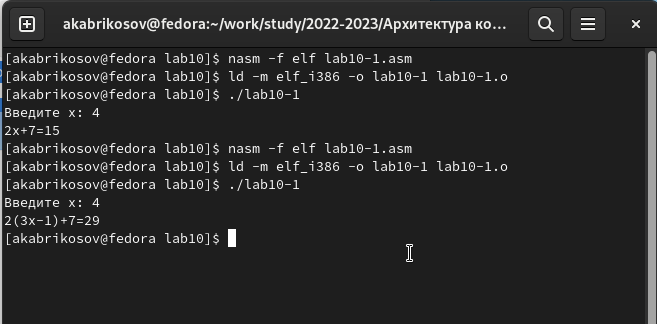 akabrikosov@fedora:~/work/study/2022-2023/Архитектура ко...
[akabrikosov@fedora lab10]$ nasm -f elf lab10-1.asm
[akabrikosov@fedora lab10]$ ld -m elf_i386 -o lab10-1 lab10-1.o
[akabrikosov@fedora lab10]$ ./lab10-1
Введите x: 4
2x+7=15
[akabrikosov@fedora lab10]$ nasm -f elf lab10-1.asm
[akabrikosov@fedora lab10]$ ld -m elf_i386 -o lab10-1 lab10-1.o
[akabrikosov@fedora lab10]$ ./lab10-1
Введите x: 4
2(3x-1)+7=29
[akabrikosov@fedora lab10]$